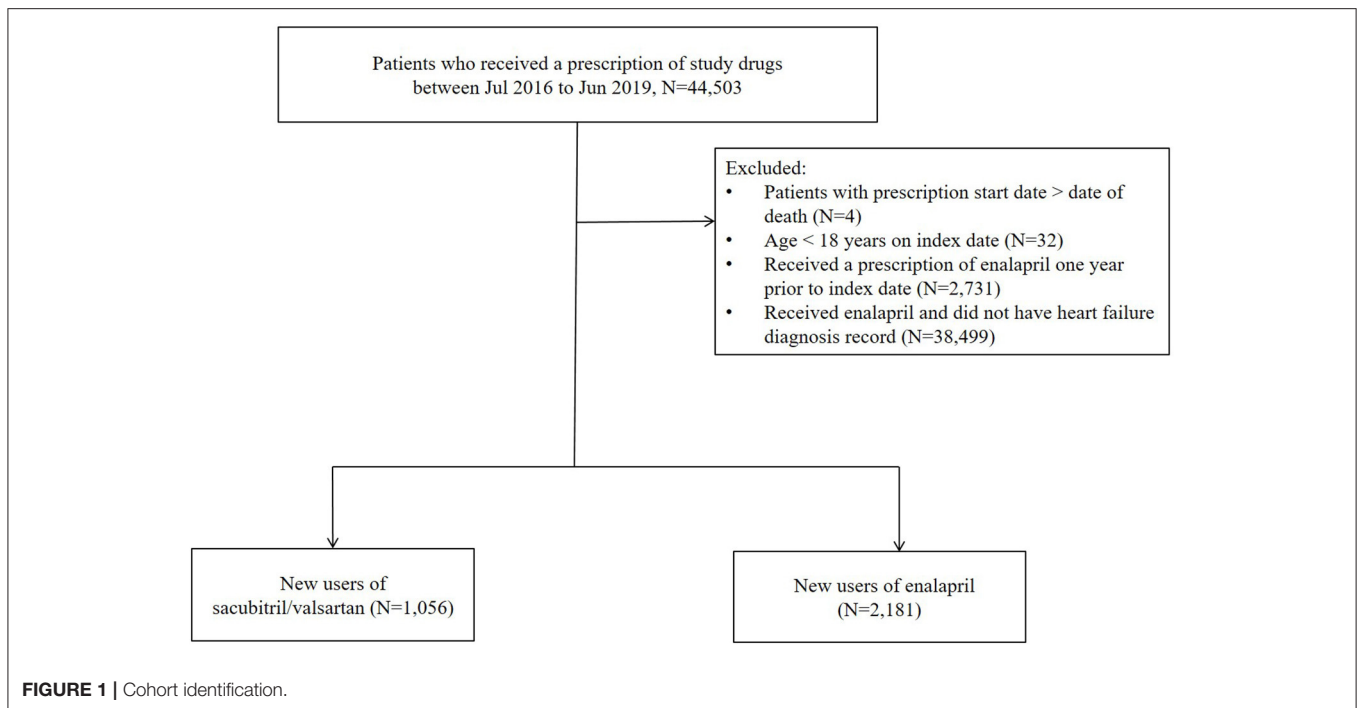 Patients who received a prescription of study drugs
between Jul 2016 to Jun 2019, N=44,503
Excluded:
• Patients with prescription start date > date of
death (N=4)
• Age < 18 years on index date (N=32)
• Received a prescription of enalapril one year
prior to index date (N=2,731)
• Received enalapril and did not have heart failure
diagnosis record (N=38,499)
New users of
sacubitril/valsartan (N=1,056)
New users of enalapril
(N=2,181)
FIGURE 1 | Cohort identification.